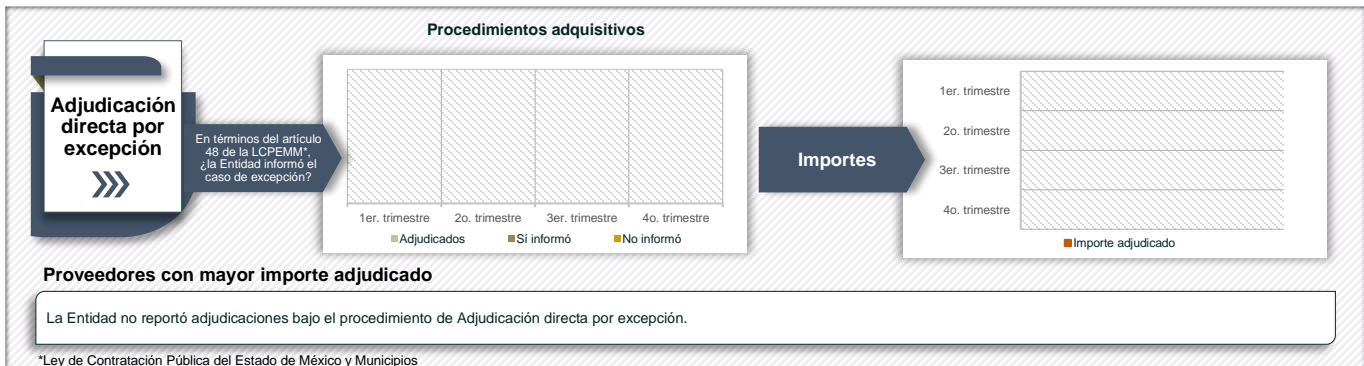 Procedimientos adquisitivos
Adjudicación
directa por
excepción
En términos del artículo
48 de la LCPEMM*,
¿la Entidad informó el
caso de excepción?
1er. trimestre 2o. trimestre 3er. trimestre 4o. trimestre
Adjudicados Sí informó No informó
Importes
1er. trimestre
2o. trimestre
3er. trimestre
4o. trimestre
Importe adjudicado
Proveedores con mayor importe adjudicado
La Entidad no reportó adjudicaciones bajo el procedimiento de Adjudicación directa por excepción.
*Ley de Contratación Pública del Estado de México y Municipios